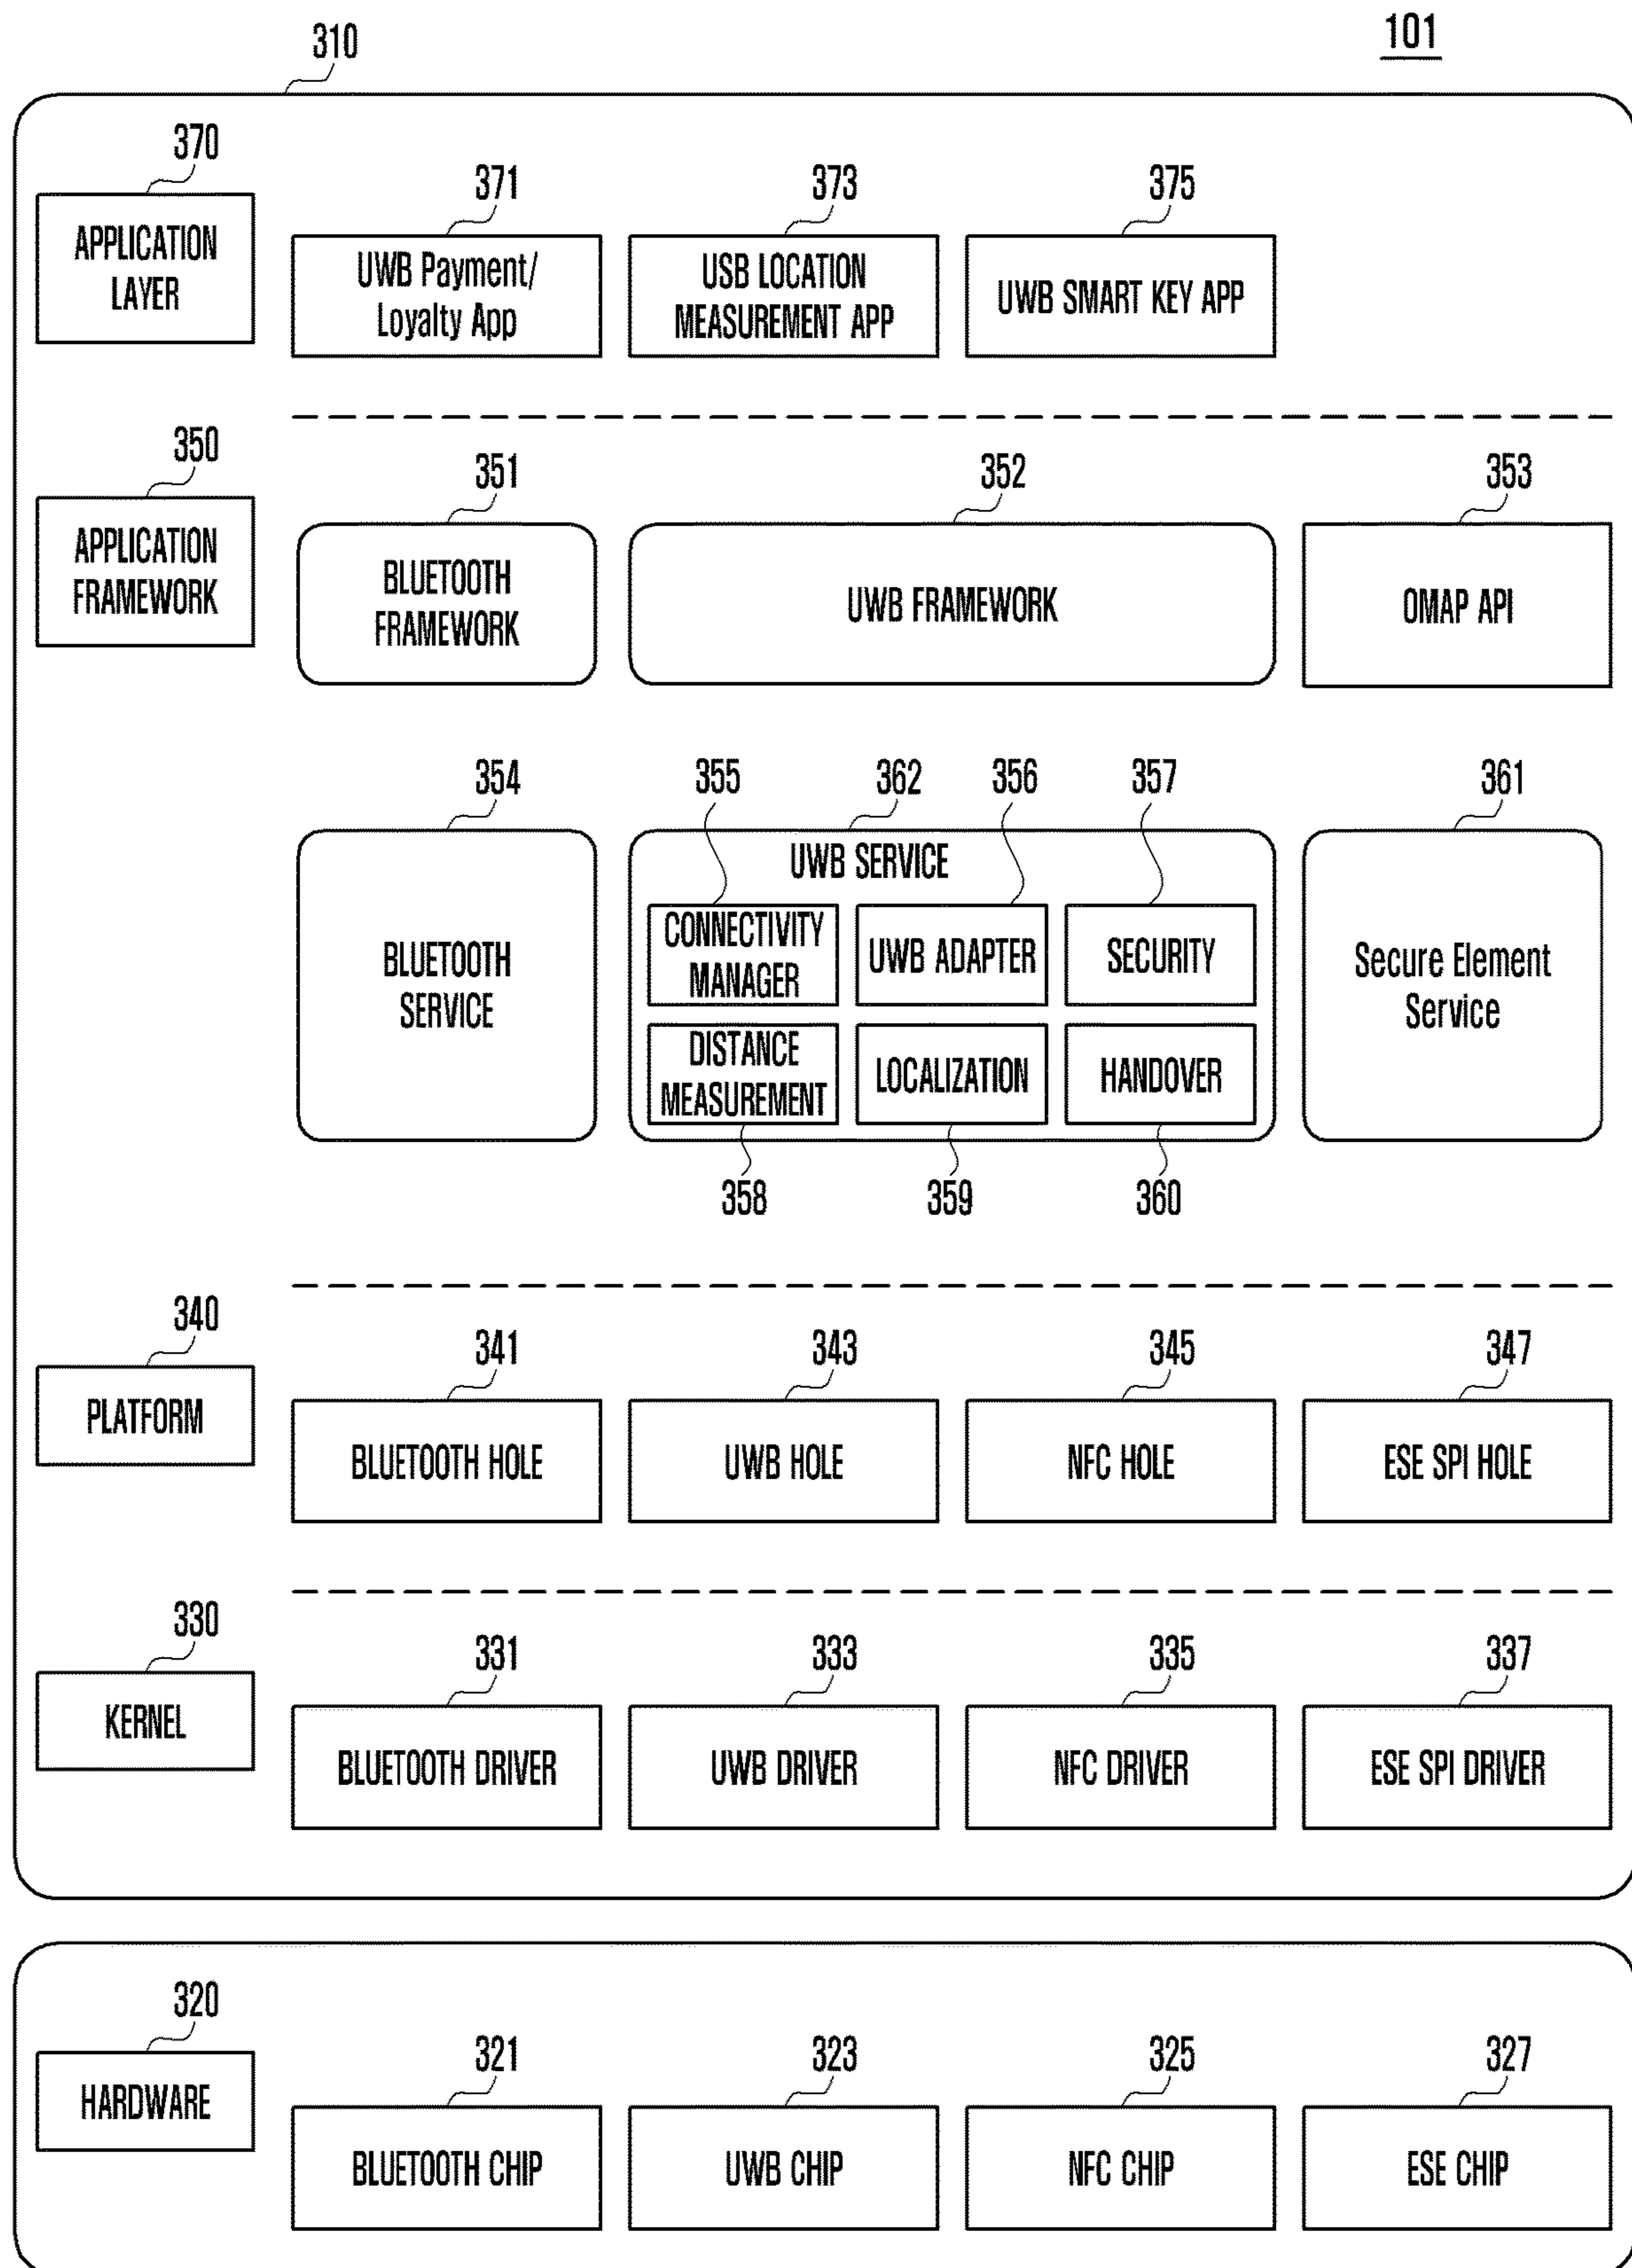 101
310
370
371
373
375
APPLICATION
LAYER
UWB Payment/
Loyalty App
USB LOCATION
MEASUREMENT APP
UWB SMART KEY APP
350
351
352
353
APPLICATION
FRAMEWORK
BLUETOOTH
FRAMEWORK
UWB FRAMEWORK
OMAP API
354
355
362
356
357
361
BLUETOOTH
SERVICE
UWB SERVICE
CONNECTIVITY
MANAGER
UWB ADAPTER
SECURITY
DISTANCE
MEASUREMENT
LOCALIZATION
HANDOVER
Secure Element
Service
358
359
360
340
341
343
345
347
PLATFORM
BLUETOOTH HOLE
UWB HOLE
NFC HOLE
ESE SPI HOLE
330
331
333
335
337
KERNEL
BLUETOOTH DRIVER
UWB DRIVER
NFC DRIVER
ESE SPI DRIVER
320
321
323
325
327
HARDWARE
BLUETOOTH CHIP
UWB CHIP
NFC CHIP
ESE CHIP